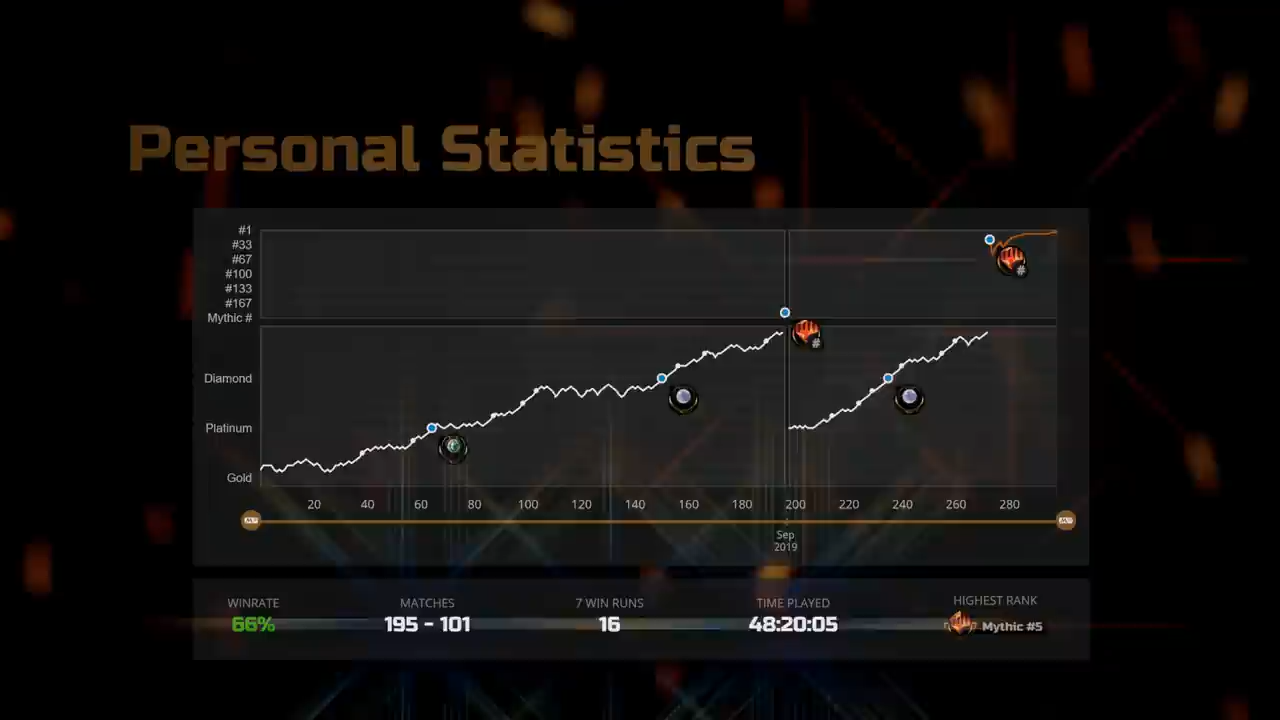 Personal Statistics
#1
#33
#67
#100
#133
#167
Mythic #
Diamond
Platinum
Gold
20 40 60 80 100 120 140 160 180 200 220 240 260 280
Sep
2019
WINRATE MATCHES 7 WIN RUNS TIME PLAYED HIGHEST RANK
66% 195 - 101 16 48:20:05 Mythic #5